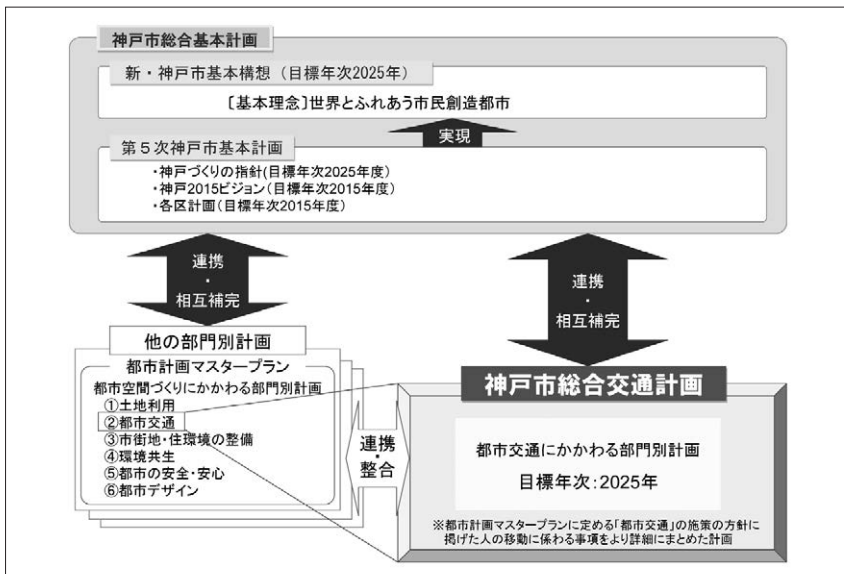 神戸市総合基本計画
新・神戸市基本構想（目標年次2025年）
〔基本理念〕世界とふれあう市民創造都市
実現
第５次神戸市基本計画
・神戸づくりの指針(目標年次2025年度)
・神戸2015ビジョン(目標年次2015年度)
・各区計画(目標年次2015年度)
連携
・
相互補完
連携
・
相互補完
他の部門別計画
都市計画マスタープラン
都市空間づくりにかかわる部門別計画
①土地利用
②都市交通
③市街地・住環境の整備
④環境共生
⑤都市の安全・安心
⑥都市デザイン
連携
・
整合
神戸市総合交通計画
都市交通にかかわる部門別計画
目標年次：2025年
※都市計画マスタープランに定める「都市交通」の施策の方針に
掲げた人の移動に係わる事項をより詳細にまとめた計画